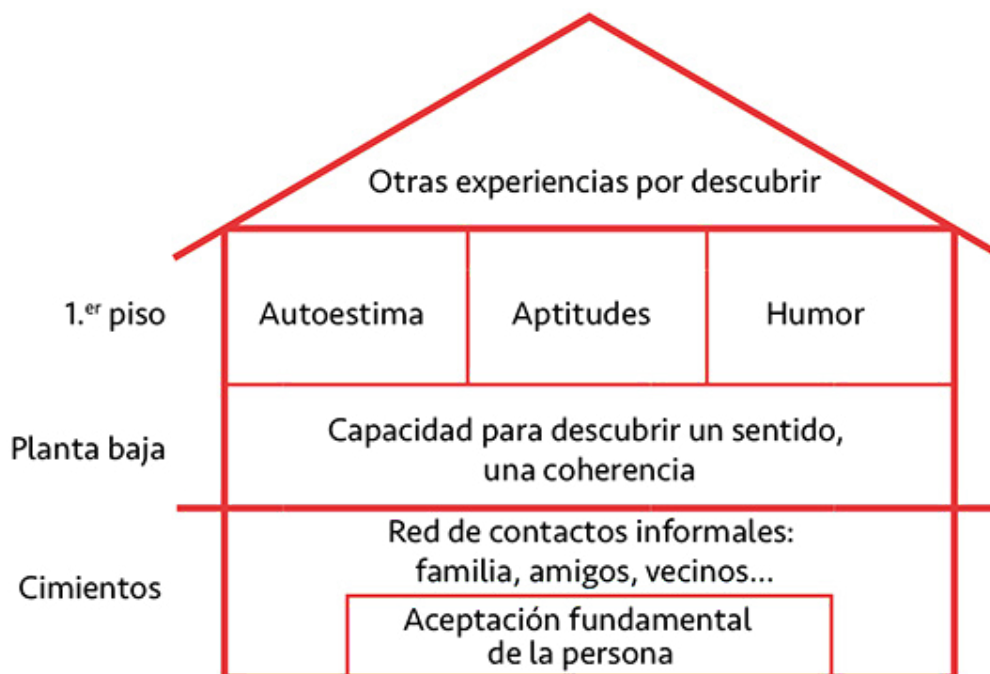 Otras experiencias por descubrir
1.er piso
Autoestima
Aptitudes
Humor
Planta baja
Capacidad para descubrir un sentido,
una coherencia
Cimientos
Red de contactos informales:
familia, amigos, vecinos...
Aceptación fundamental
de la persona